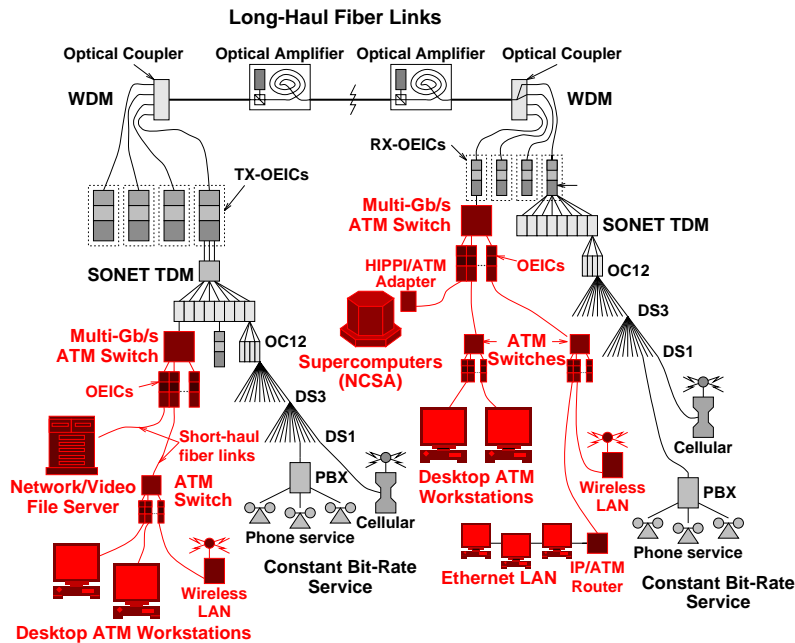 Long-Haul Fiber Links
Optical Coupler
Optical Amplifier
Optical Amplifier
Optical Coupler
WDM
WDM
RX-OEICs
TX-OEICs
Multi-Gb/s
ATM Switch
SONET TDM
SONET TDM
HIPPI/ATM
Adapter
OEICs
OC12
DS3
DS1
Multi-Gb/s
ATM Switch
OC12
Supercomputers
(NCSA)
ATM
Switches
OEICs
DS3
DS1
Cellular
Short-haul
fiber links
Network/Video
File Server
ATM
Switch
PBX
Cellular
Phone service
Desktop ATM
Workstations
Wireless
LAN
PBX
Phone service
Constant Bit-Rate
Service
Wireless
LAN
Desktop ATM Workstations
Ethernet LAN
IP/ATM
Router
Constant Bit-Rate
Service